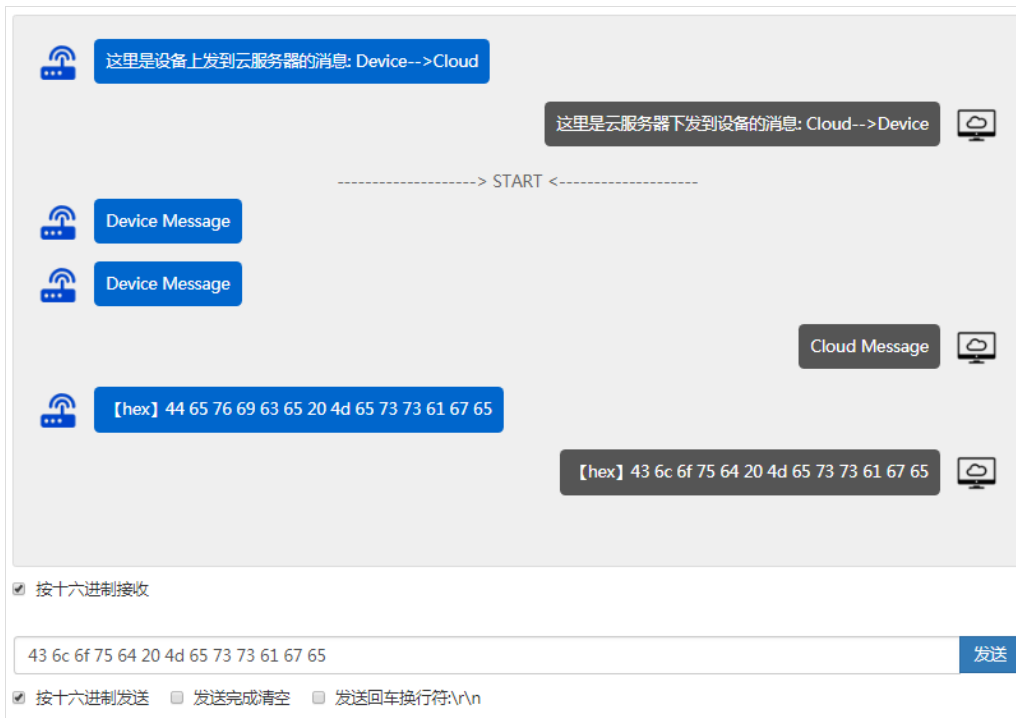 这里是设备上发到云服务器的消息: Device-->Cloud
这里是云服务器下发到设备的消息: Cloud-->Device
--------------------> START <--------------------
Device Message
Device Message
Cloud Message
【hex】44 65 76 69 63 65 20 4d 65 73 73 61 67 65
【hex】43 6c 6f 75 64 20 4d 65 73 73 61 67 65
按十六进制接收
43 6c 6f 75 64 20 4d 65 73 73 61 67 65 发送
按十六进制发送 发送完成清空 发送回车换行符:\r\n